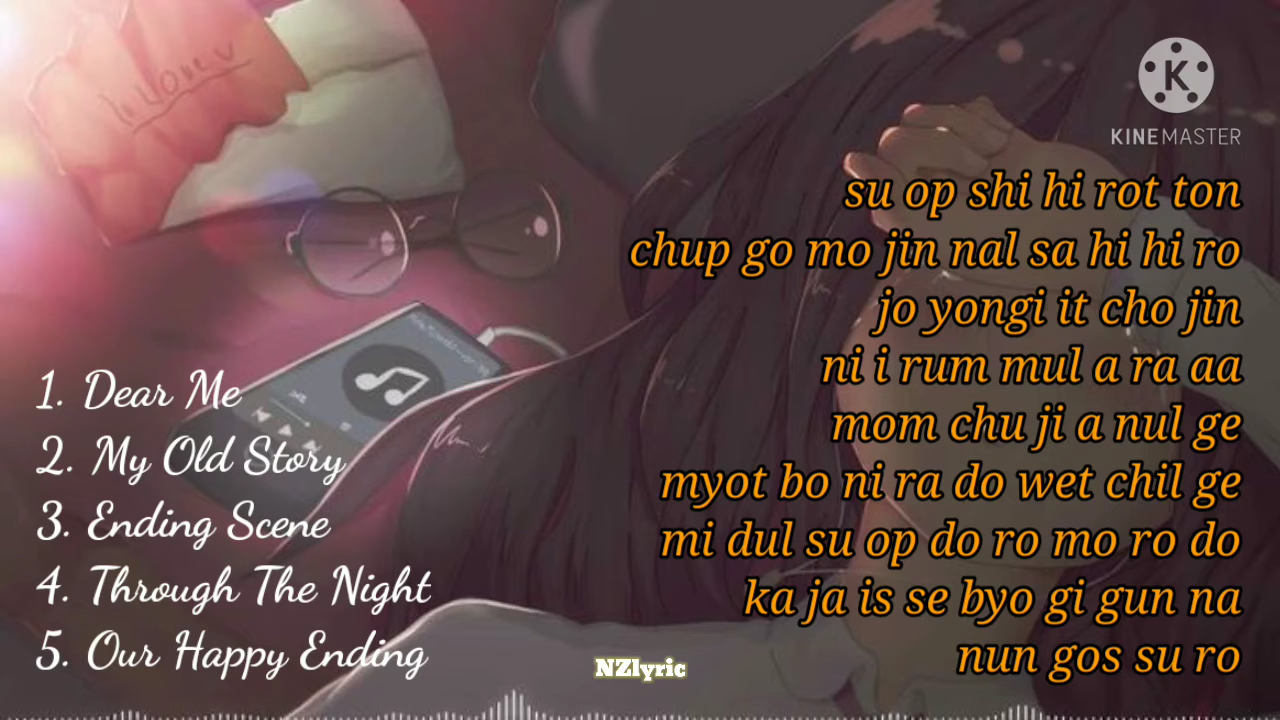 KINEMASTER
su op shi hi rot ton
chup go mo jin nal sa hi hi ro
jo yongi it cho jin
ni i rum mul a ra aa
mom chu ji a nul ge
myot bo ni ra do wet chil ge
mi dul su op do ro mo ro do
ka ja is se byo gi gun na
nun gos su ro
1. Dear Me
2. My Old Story
3. Ending Scene
4. Through The Night
5. Our Happy Ending
NZlyric